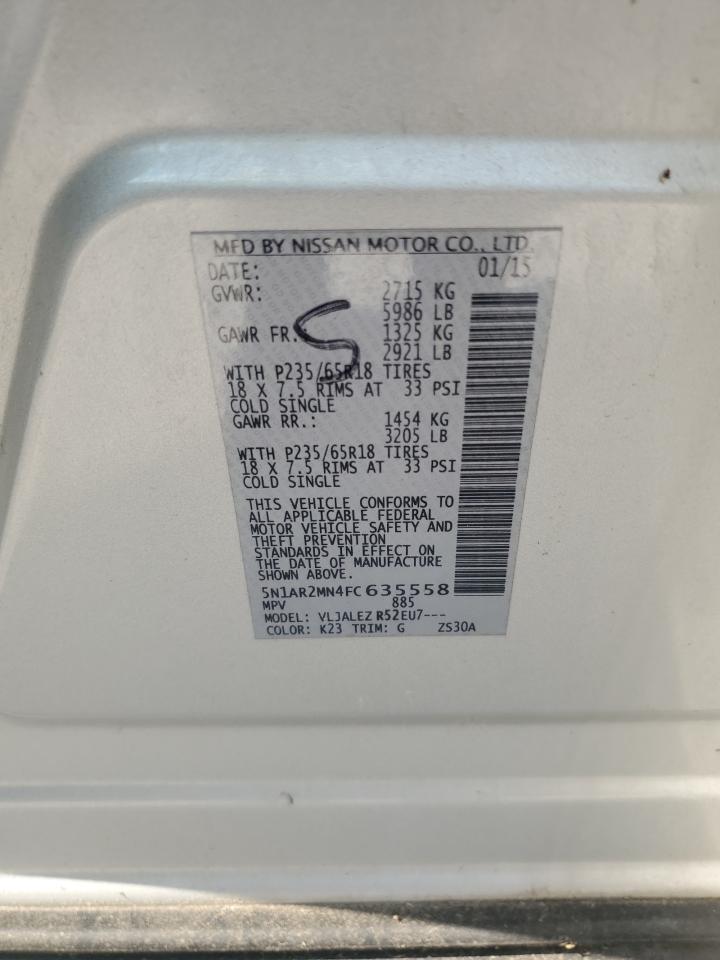 MFD BY NISSAN MOTOR CO., LTD.
DATE: 01/15
GVWR: 2715 KG
5986 LB
GAWR FR.: 1325 KG
2921 LB
S
WITH P235/65R18 TIRES
18 X 7.5 RIMS AT 33 PSI
COLD SINGLE
GAWR RR.: 1454 KG
3205 LB
WITH P235/65R18 TIRES
18 X 7.5 RIMS AT 33 PSI
COLD SINGLE
THIS VEHICLE CONFORMS TO
ALL APPLICABLE FEDERAL
MOTOR VEHICLE SAFETY AND
THEFT PREVENTION
STANDARDS IN EFFECT ON
THE DATE OF MANUFACTURE
SHOWN ABOVE.
5N1AR2MN4FC635558
MPV 885
MODEL: VLJALEZ R52EU7---
COLOR: K23 TRIM: G ZS30A